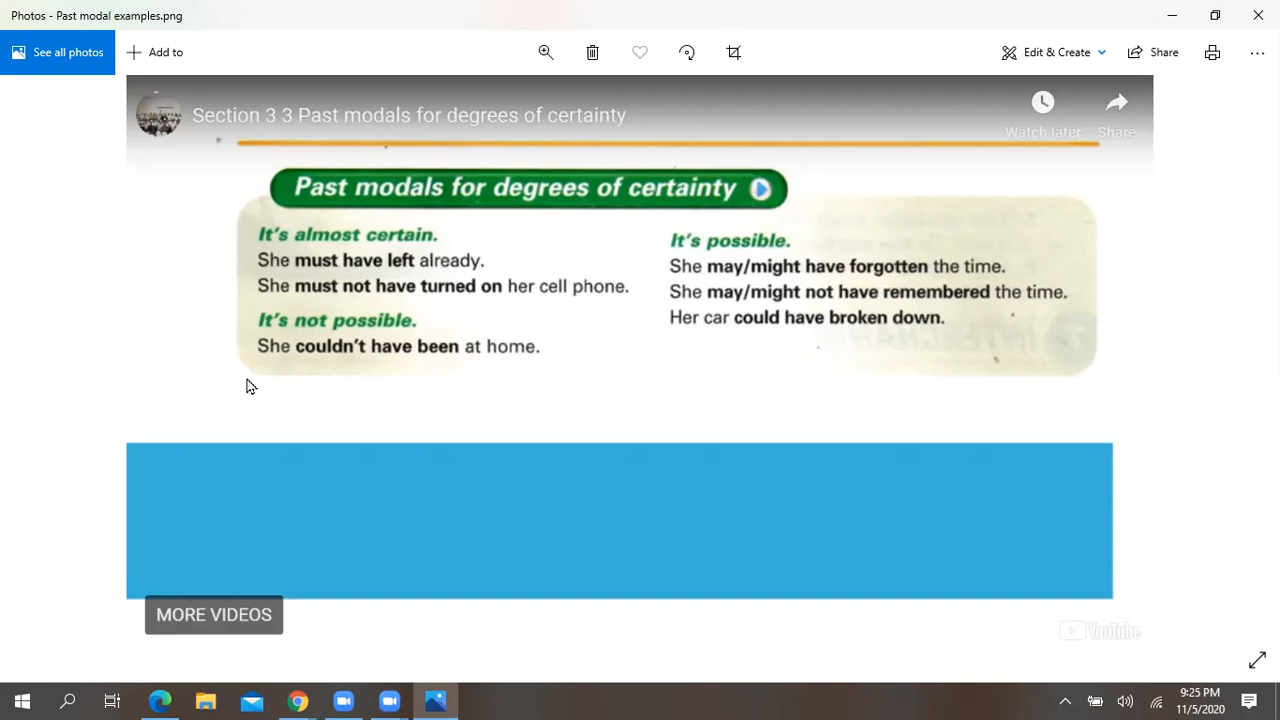 Photos - Past modal examples.png
See all photos
Add to
Edit & Create
Share
Section 3 3 Past modals for degrees of certainty
Watch later
Share
Past modals for degrees of certainty
It's almost certain.
She must have left already.
She must not have turned on her cell phone.
It's not possible.
She couldn't have been at home.
It's possible.
She may/might have forgotten the time.
She may/might not have remembered the time.
Her car could have broken down.
MORE VIDEOS
YouTube
9:25 PM
11/5/2020